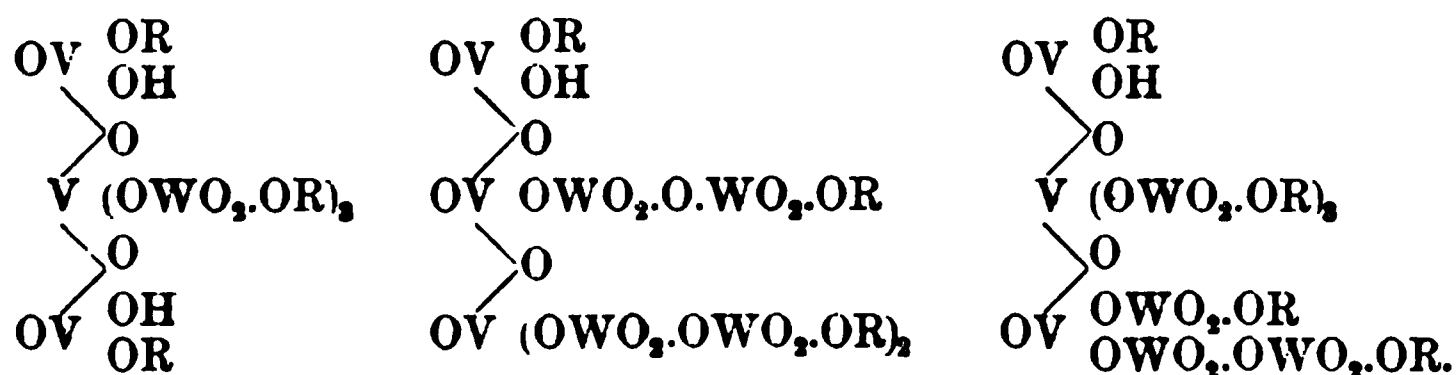 OV OR OV OR OV OR
OH OH OH
O O O
V (OWO₂.OR)₃ OV OWO₂.O.WO₂.OR V (OWO₂.OR)₃
O O O
OV OH OV (OWO₂.OWO₂.OR)₂ OV OWO₂.OR
OR OWO₂.OWO₂.OR.